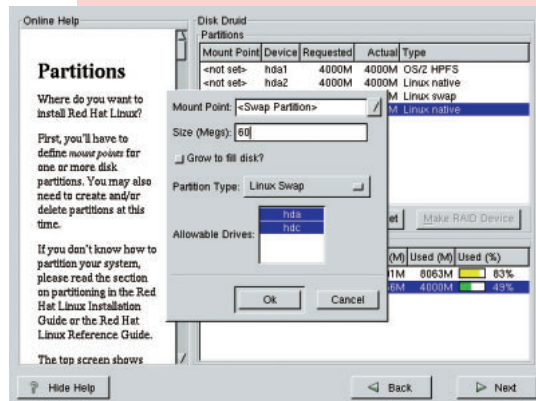 Online Help
Partitions
Where do you want to
install Red Hat Linux?
First, you'll have to
define mount points for
one or more disk
partitions. You may also
need to create and/or
delete partitions at this
time.
If you don't know how to
partition your system,
please read the section
on partitioning in the Red
Hat Linux Installation
Guide or the Red Hat
Linux Reference Guide.
The top screen shows
Disk Druid
Partitions
Mount Point Device Requested Actual Type
<not set> hda1 4000M 4000M OS/2 HPFS
<not set> hda2 4000M 4000M Linux native
M Linux swap
M Linux native
Mount Point: <Swap Partition>
Size (Megs): 60
Grow to fill disk?
Partition Type: Linux Swap
Allowable Drives:
hda
hdc
Ok Cancel
et Make RAID Device
(M) Used (M) Used (%)
1M 8063M 83%
6M 4000M 49%
Hide Help Back Next